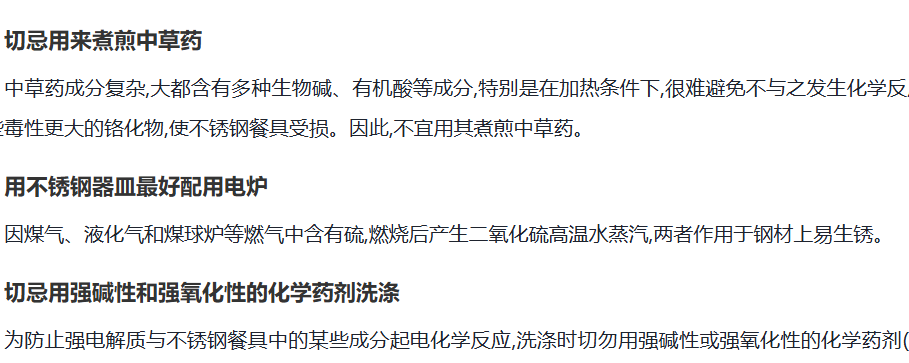 切忌用来煮煎中草药
中草药成分复杂,大都含有多种生物碱、有机酸等成分,特别是在加热条件下,很难避免不与之发生化学反
毒性更大的铬化物,使不锈钢餐具受损。因此,不宜用其煮煎中草药。
用不锈钢器皿最好配用电炉
因煤气、液化气和煤球炉等燃气中含有硫,燃烧后产生二氧化硫高温水蒸汽,两者作用于钢材上易生锈。
切忌用强碱性和强氧化性的化学药剂洗涤
为防止强电解质与不锈钢餐具中的某些成分起电化学反应,洗涤时切勿用强碱性或强氧化性的化学药剂(